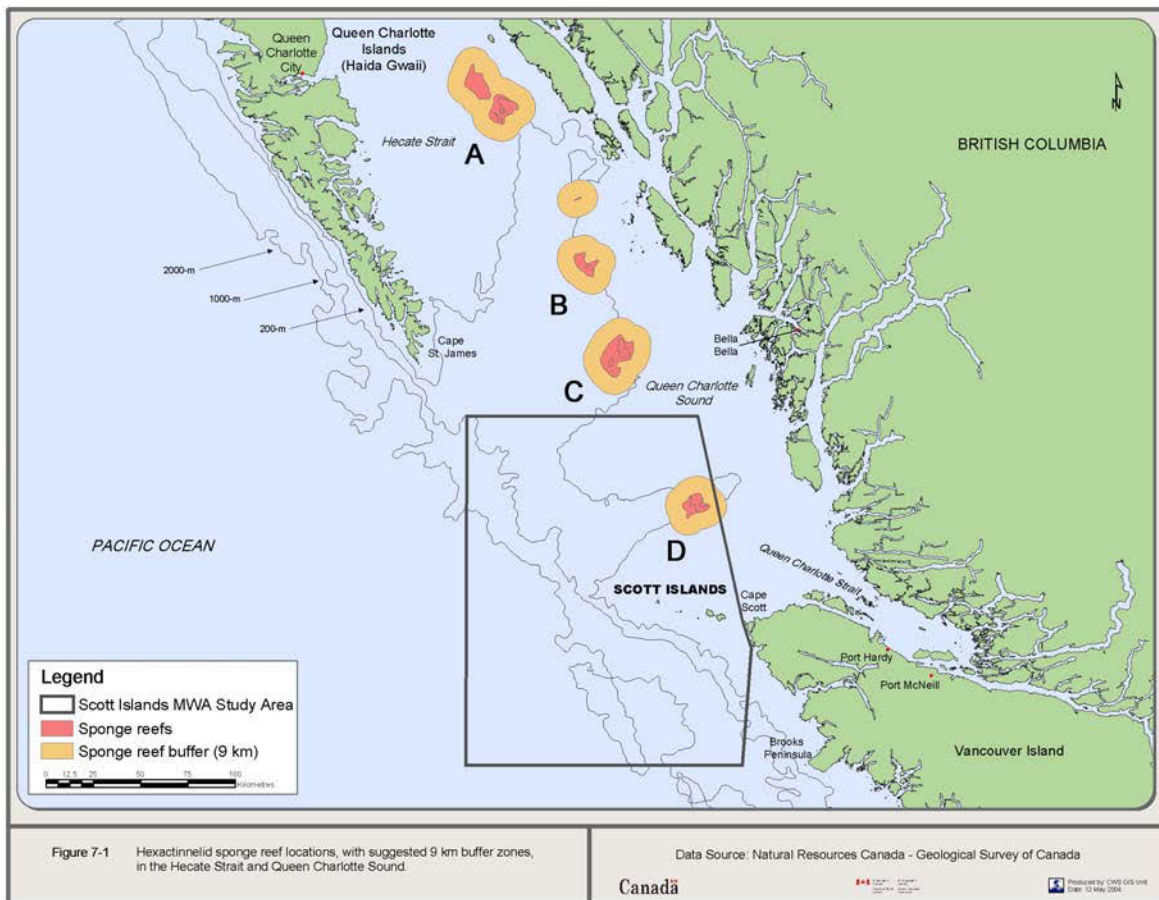 Queen Charlotte City
Queen Charlotte Islands (Haida Gwaii)
Hecate Strait
A
BRITISH COLUMBIA
N
2000-m
1000-m
200-m
B
Cape St. James
C
Bella Bella
Queen Charlotte Sound
PACIFIC OCEAN
D
SCOTT ISLANDS
Queen Charlotte Strait
Cape Scott
Port Hardy
Port McNeill
Brooks Peninsula
Vancouver Island
Legend
Scott Islands MWA Study Area
Sponge reefs
Sponge reef buffer (9 km)
0 12.5 25 50 75 100
Kilometres
Figure 7-1 Hexactinnelid sponge reef locations, with suggested 9 km buffer zones,
in the Hecate Strait and Queen Charlotte Sound.
Data Source: Natural Resources Canada - Geological Survey of Canada
Canada
Produced by: CWS GIS Unit
Date: 12 May 2004